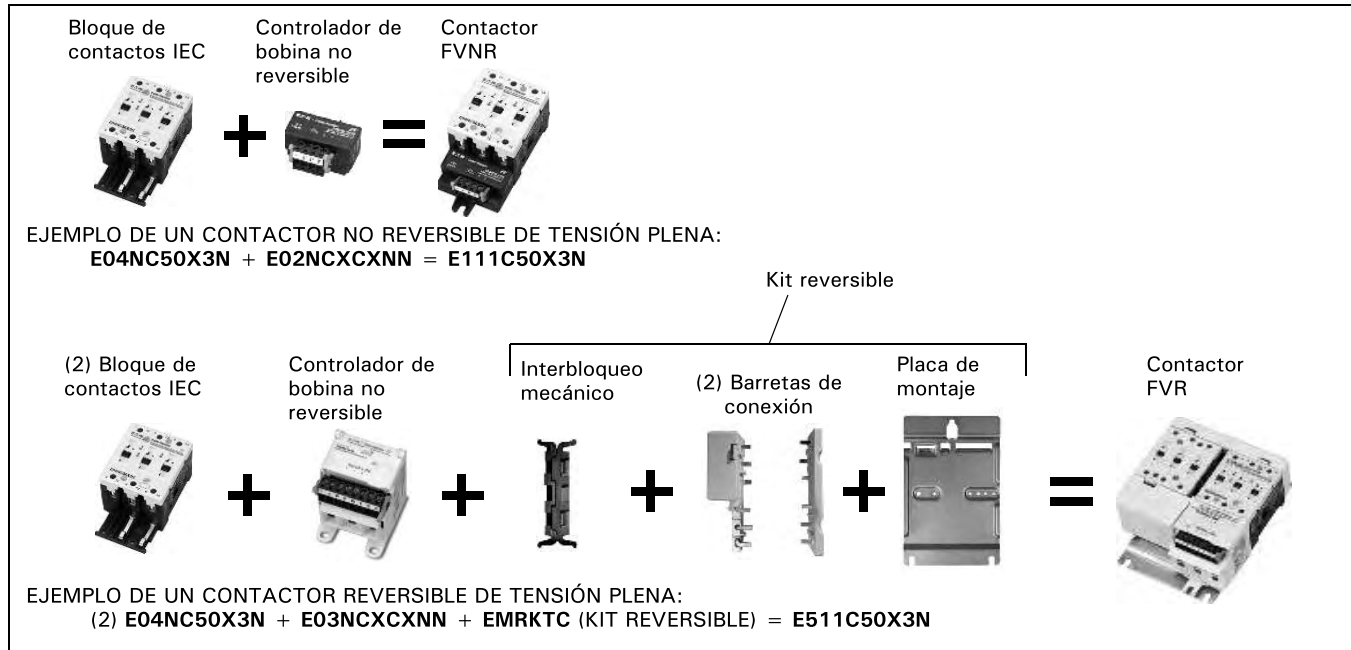 Bloque de
contactos IEC
Controlador de
bobina no
reversible
Contactor
FVNR
EJEMPLO DE UN CONTACTOR NO REVERSIBLE DE TENSIÓN PLENA:
E04NC50X3N + E02NCXCXNN = E111C50X3N
Kit reversible
(2) Bloque de
contactos IEC
Controlador de
bobina no
reversible
Interbloqueo
mecánico
(2) Barretas de
conexión
Placa de
montaje
Contactor
FVR
EJEMPLO DE UN CONTACTOR REVERSIBLE DE TENSIÓN PLENA:
(2) E04NC50X3N + E03NCXCXNN + EMRKTC (KIT REVERSIBLE) = E511C50X3N